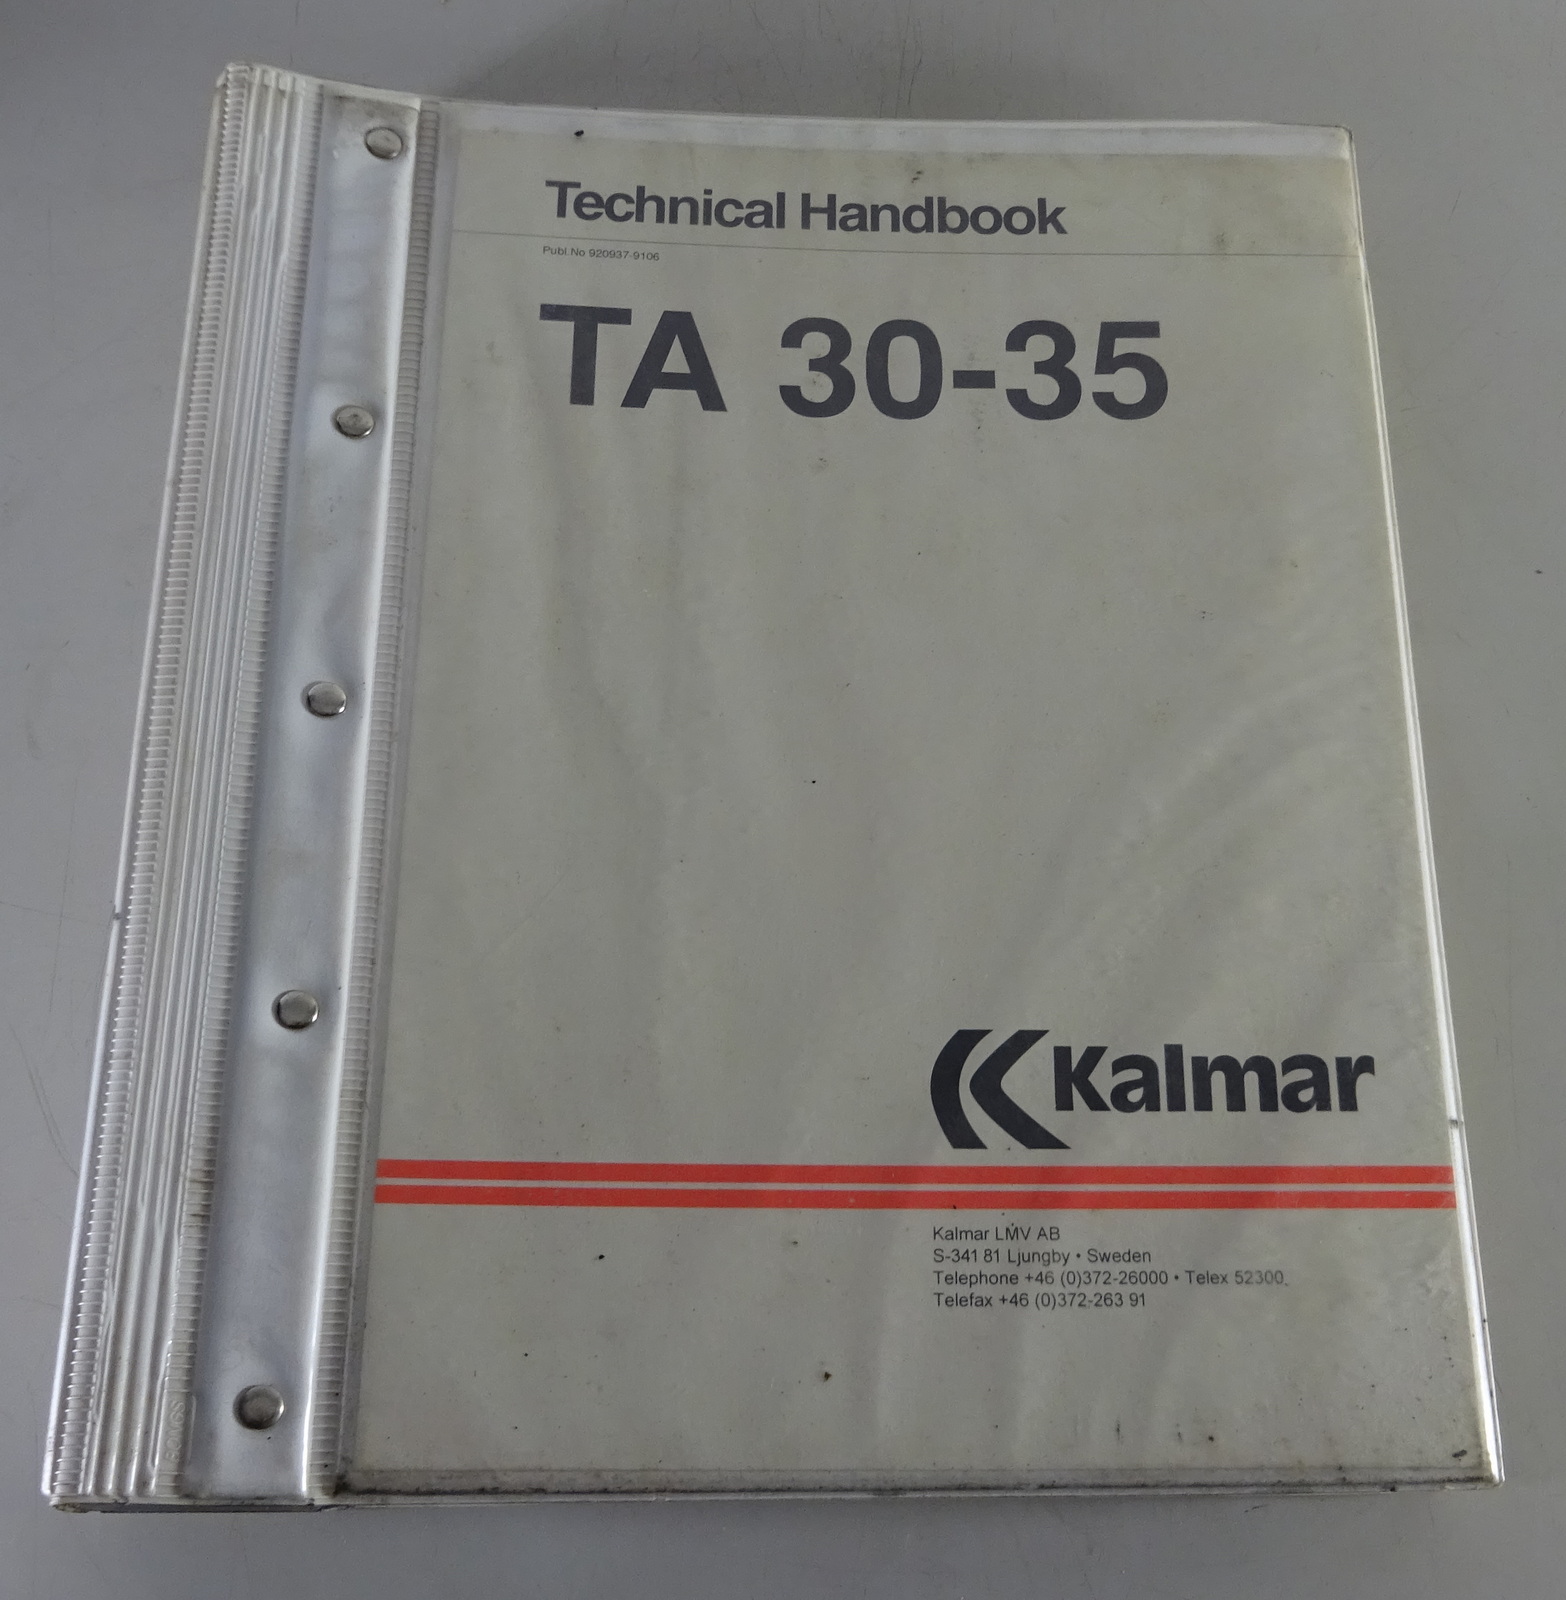 Technical Handbook
Publ.No 920937-9106
TA 30-35
Kalmar
Kalmar LMV AB
S-341 81 Ljungby • Sweden
Telephone +46 (0)372-26000 • Telex 52300
Telefax +46 (0)372-263 91